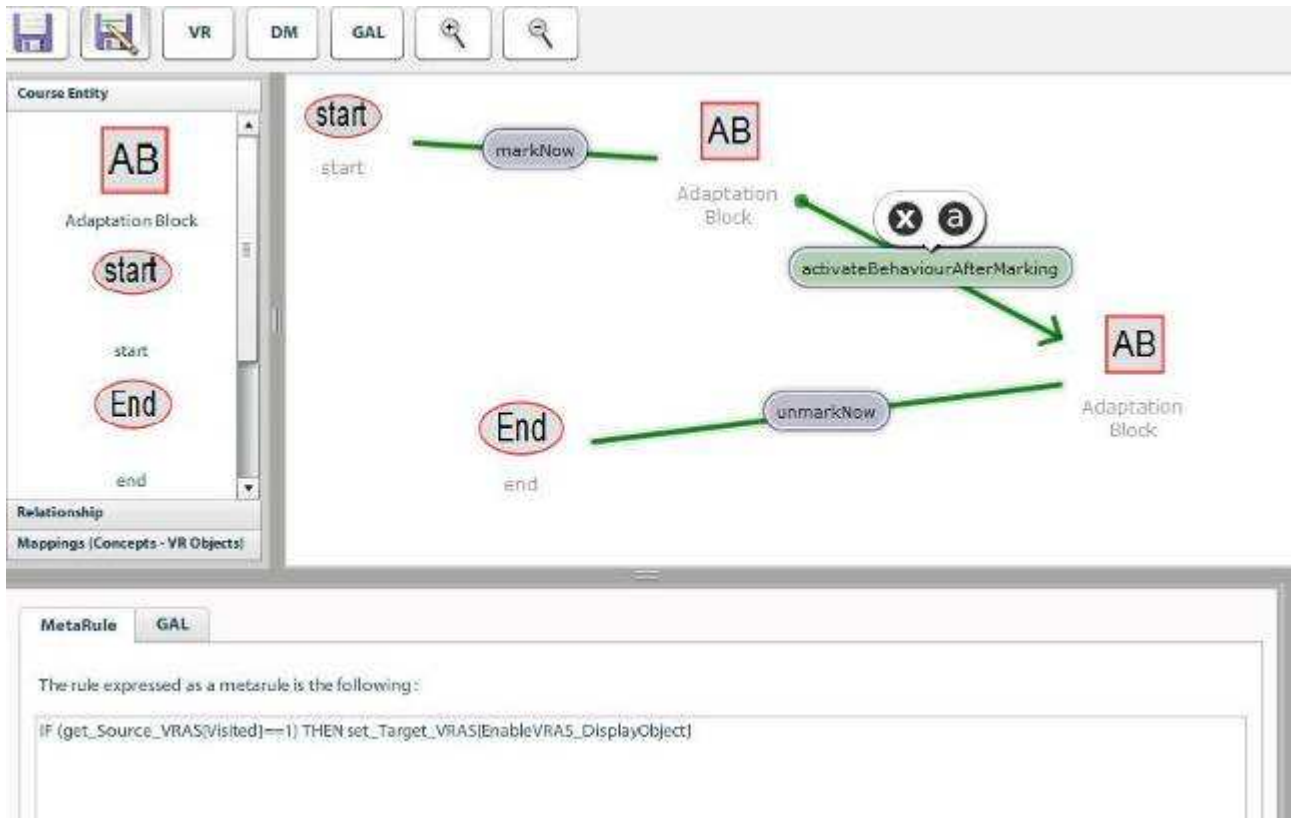 VR DM GAL
Course Entity
AB
Adaptation Block
start
start
End
end
Relationship
Mappings (Concepts - VR Objects)
start
start
markNow
AB
Adaptation
Block
x a
activateBehaviourAfterMarking
AB
Adaptation
Block
unmarkNow
End
end
MetaRule GAL
The rule expressed as a metarule is the following :
IF (get_Source_VRAS(Visited)==1) THEN set_Target_VRAS(EnableVRAS_DisplayObject)